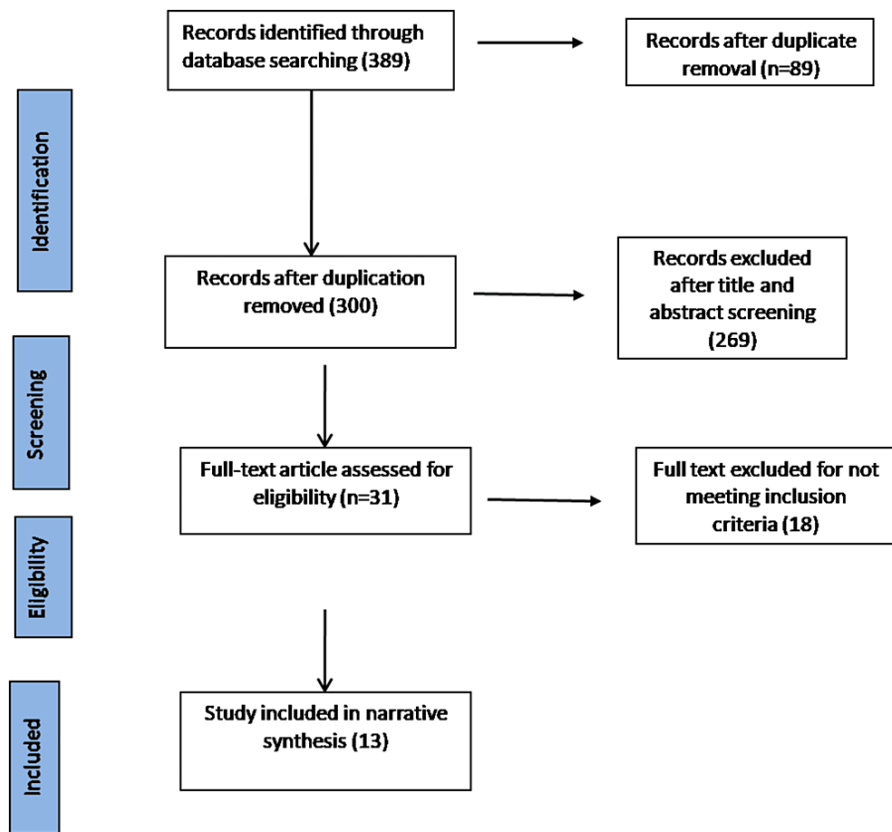 Records identified through
database searching (389)
Records after duplicate
removal (n=89)
Identification
Records after duplication
removed (300)
Records excluded
after title and
abstract screening
(269)
Screening
Full-text article assessed for
eligibility (n=31)
Full text excluded for not
meeting inclusion
criteria (18)
Eligibility
Study included in narrative
synthesis (13)
Included